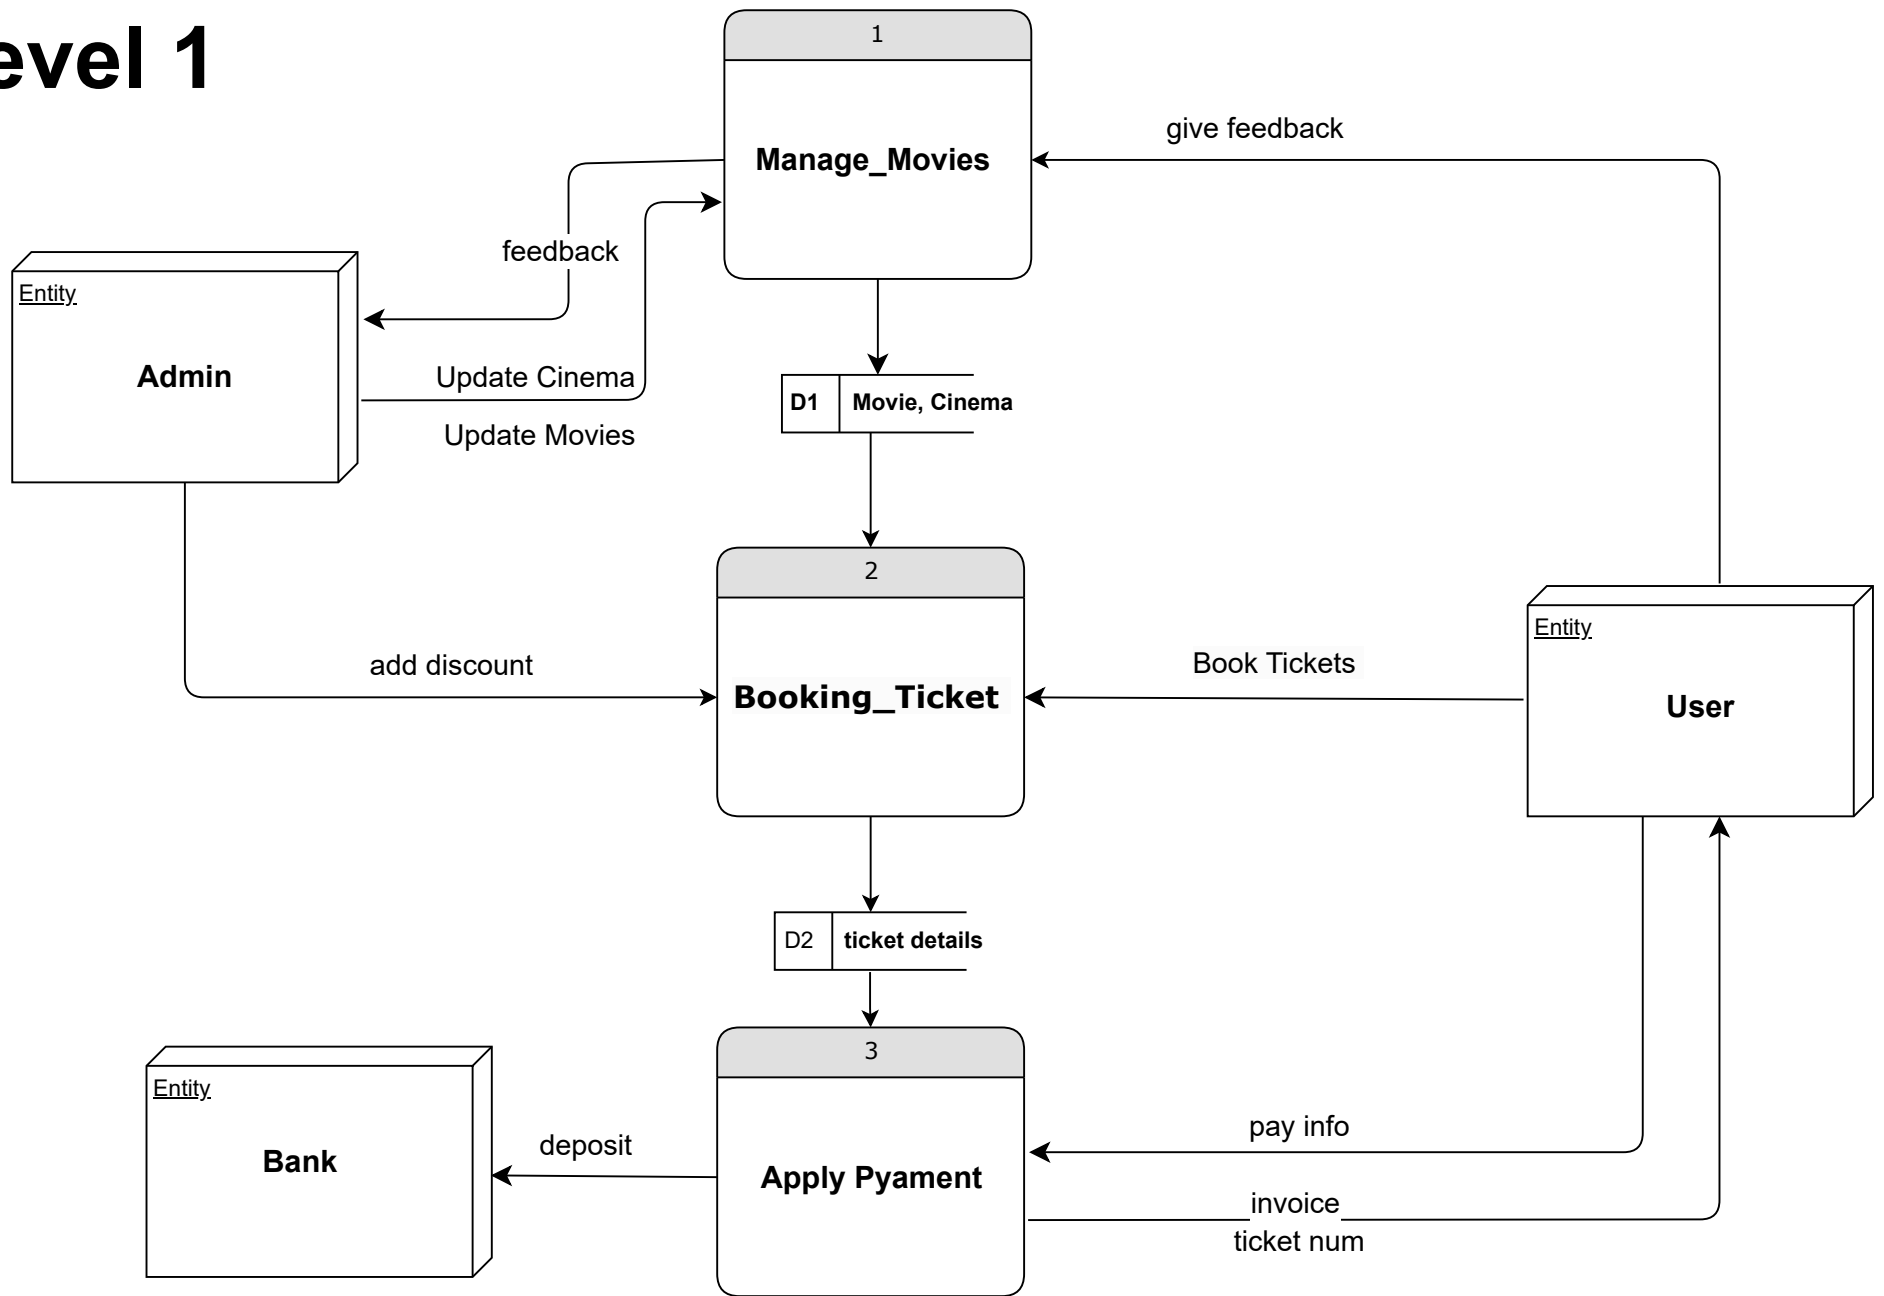 evel 1
1
Manage_Movies
give feedback
feedback
Entity
Admin
Update Cinema
Update Movies
D1
Movie, Cinema
2
Booking_Ticket
add discount
Book Tickets
Entity
User
D2
ticket details
3
Apply Pyament
Entity
Bank
deposit
pay info
invoice
ticket num